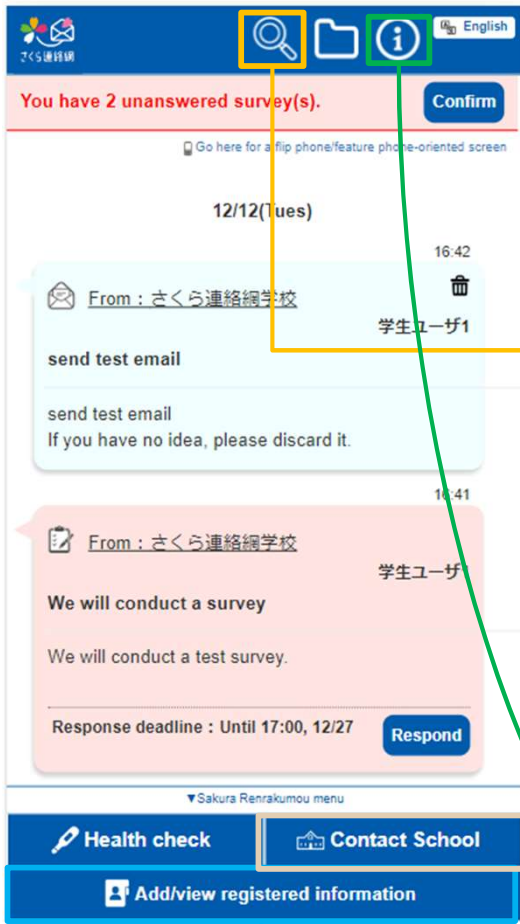 さくら連絡網
English
You have 2 unanswered survey(s).
Confirm
Go here for a flip phone/feature phone-oriented screen
12/12(Tues)
16:42
From：さくら連絡網学校
学生ユーザ1
send test email
send test email
If you have no idea, please discard it.
16:41
From：さくら連絡網学校
学生ユーザ1
We will conduct a survey
We will conduct a test survey.
Response deadline：Until 17:00, 12/27
Respond
▼Sakura Renrakumou menu
Health check
Contact School
Add/view registered information